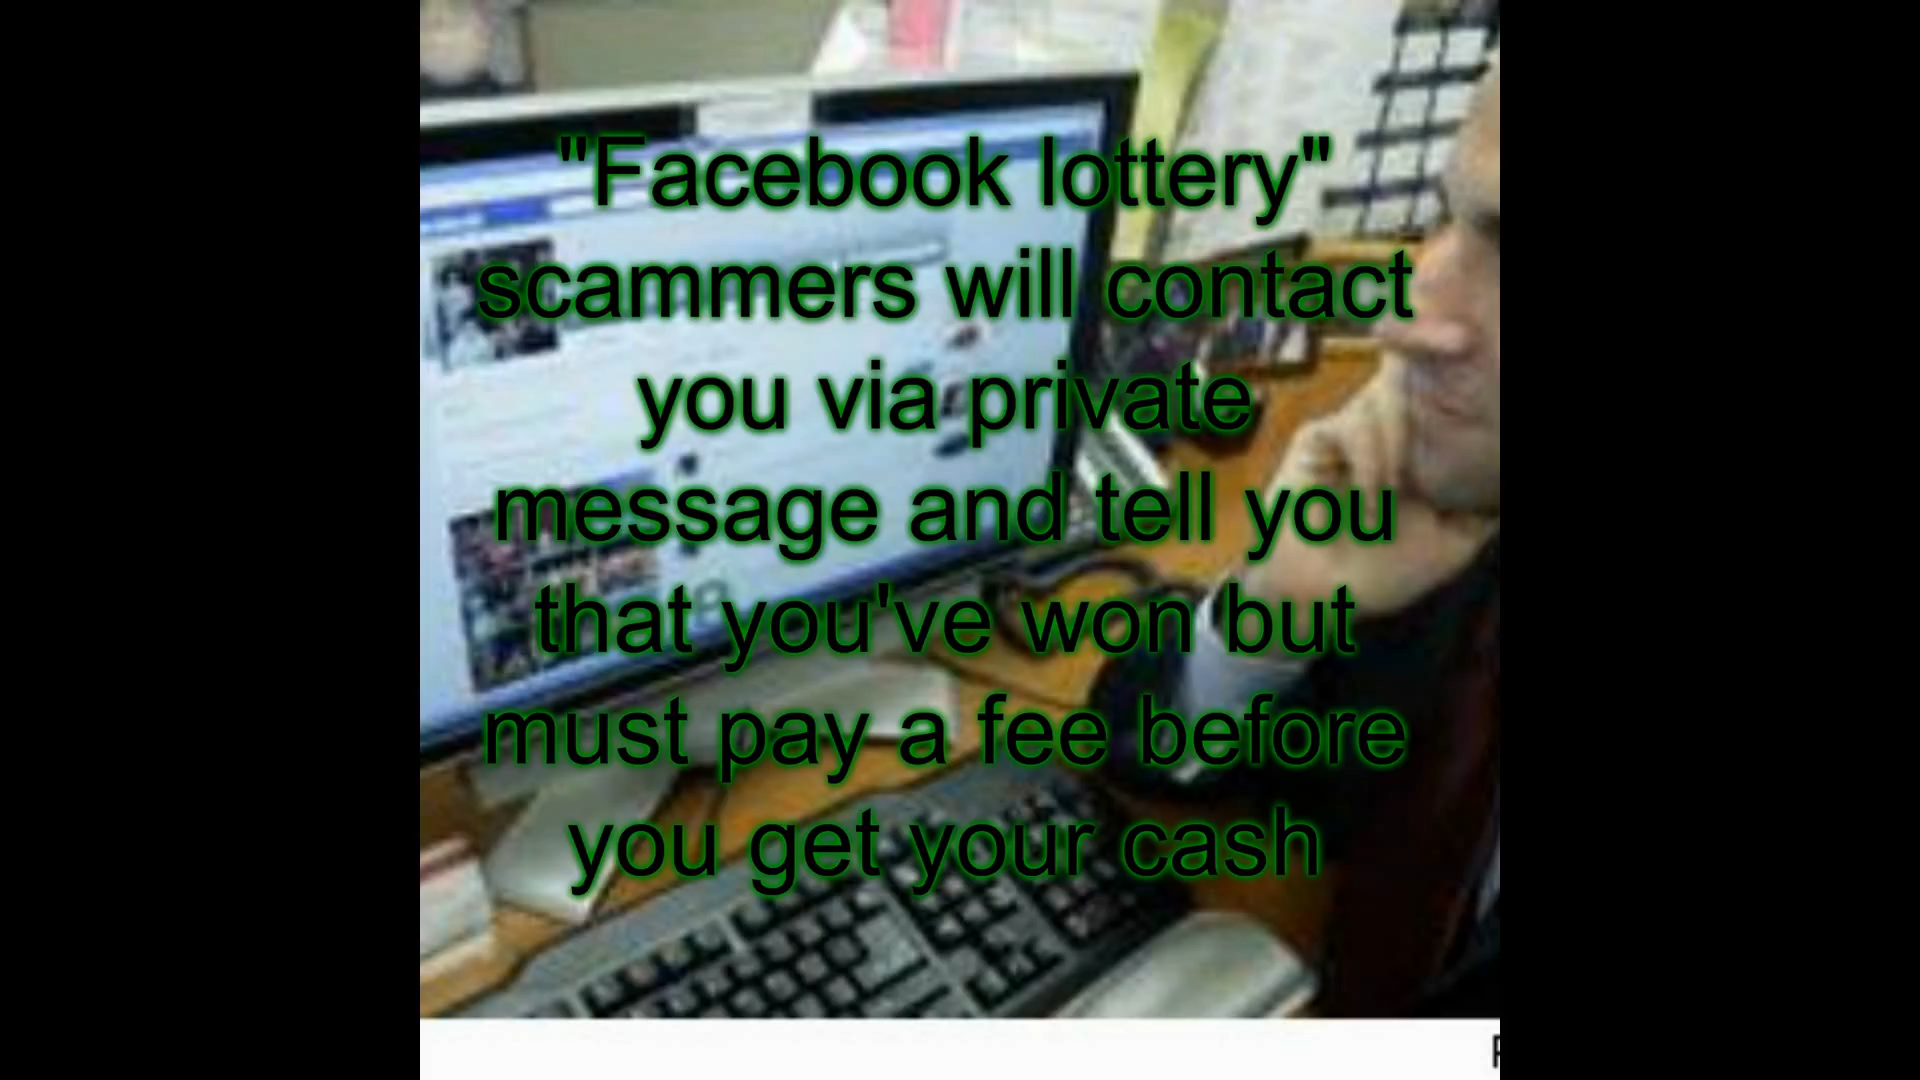 "Facebook lottery"
scammers will contact
you via private
message and tell you
that you've won but
must pay a fee before
you get your cash